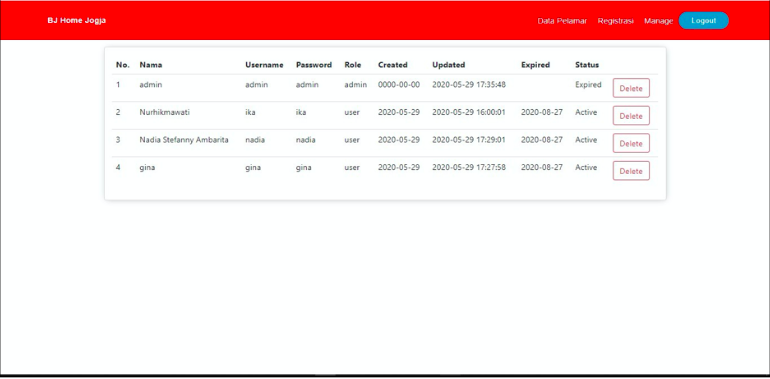 BJ Home Jogja Data Pelamar Registrasi Manage Logout
No. Nama Username Password Role Created Updated Expired Status
1 admin admin admin admin 0000-00-00 2020-05-29 17:35:48 Expired Delete
2 Nurhikmawati ika ika user 2020-05-29 2020-05-29 16:00:01 2020-08-27 Active Delete
3 Nadia Stefanny Ambarita nadia nadia user 2020-05-29 2020-05-29 17:29:01 2020-08-27 Active Delete
4 gina gina gina user 2020-05-29 2020-05-29 17:27:58 2020-08-27 Active Delete